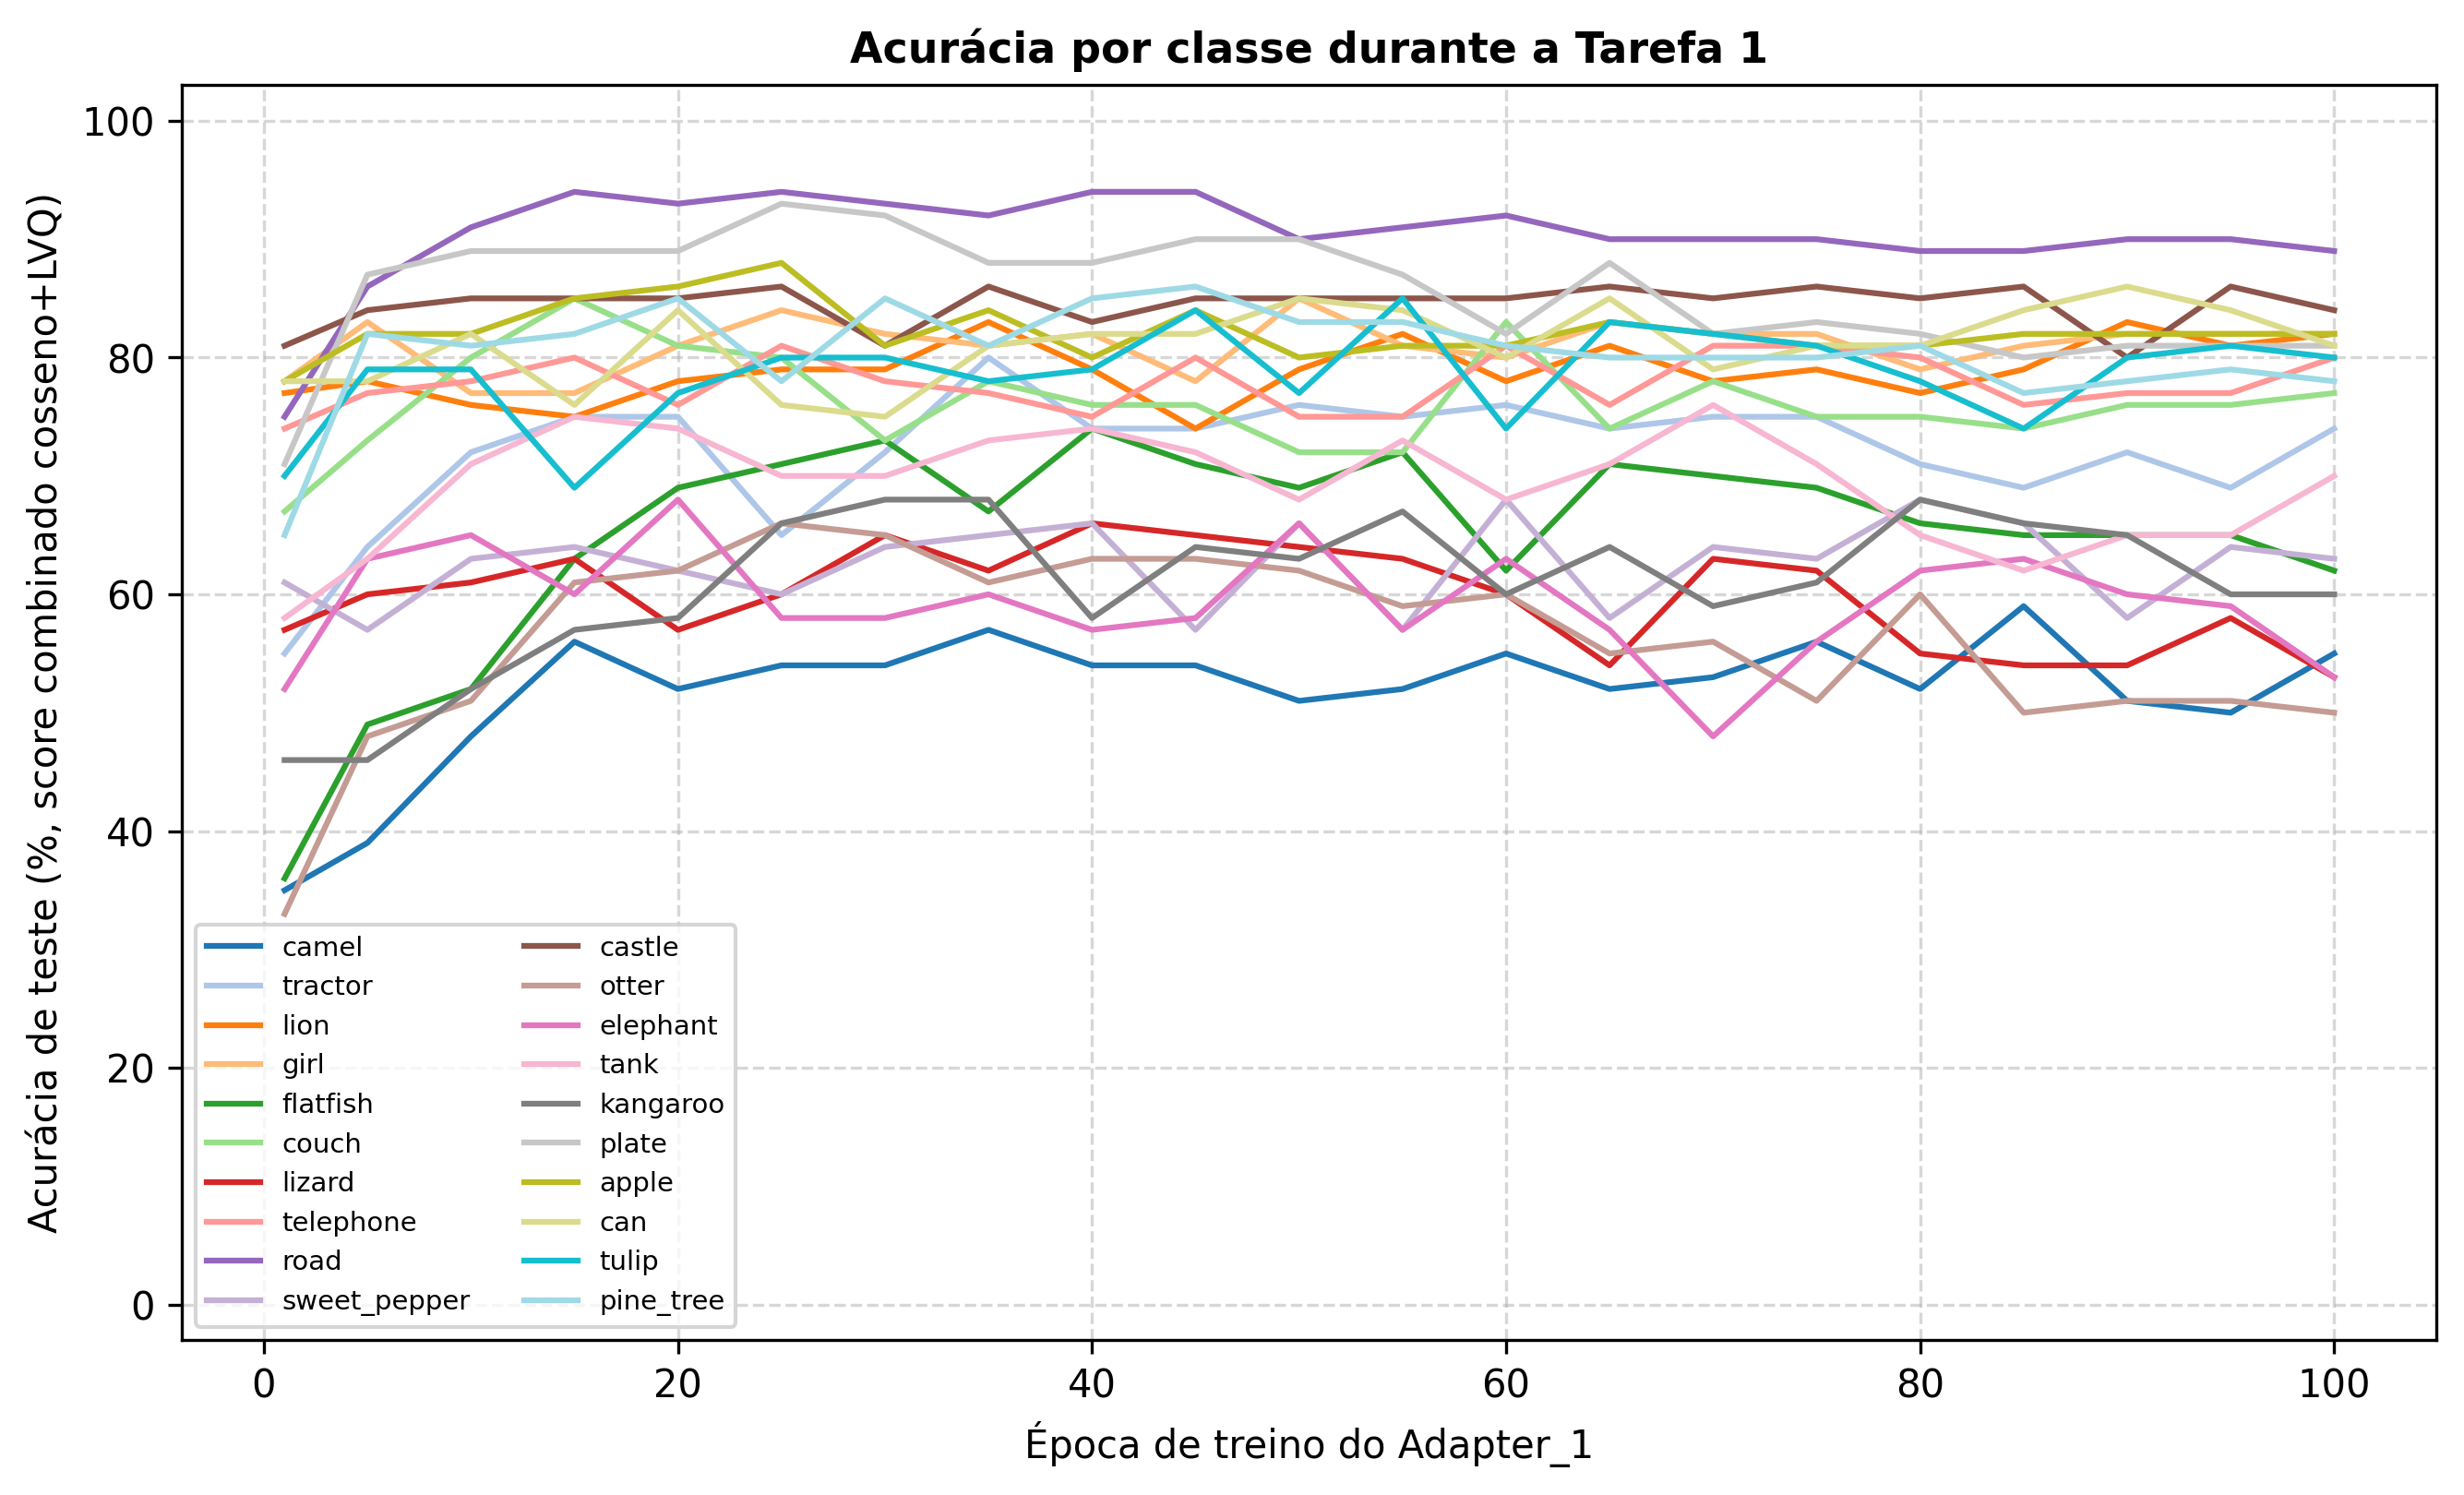 Acurácia por classe durante a Tarefa 1
Acurácia de teste (%, score combinado cosseno+LVQ)
100
80
60
40
20
0
camel
tractor
lion
girl
flatfish
couch
lizard
telephone
road
sweet_pepper
castle
otter
elephant
tank
kangaroo
plate
apple
can
tulip
pine_tree
0 20 40 60 80 100
Época de treino do Adapter_1